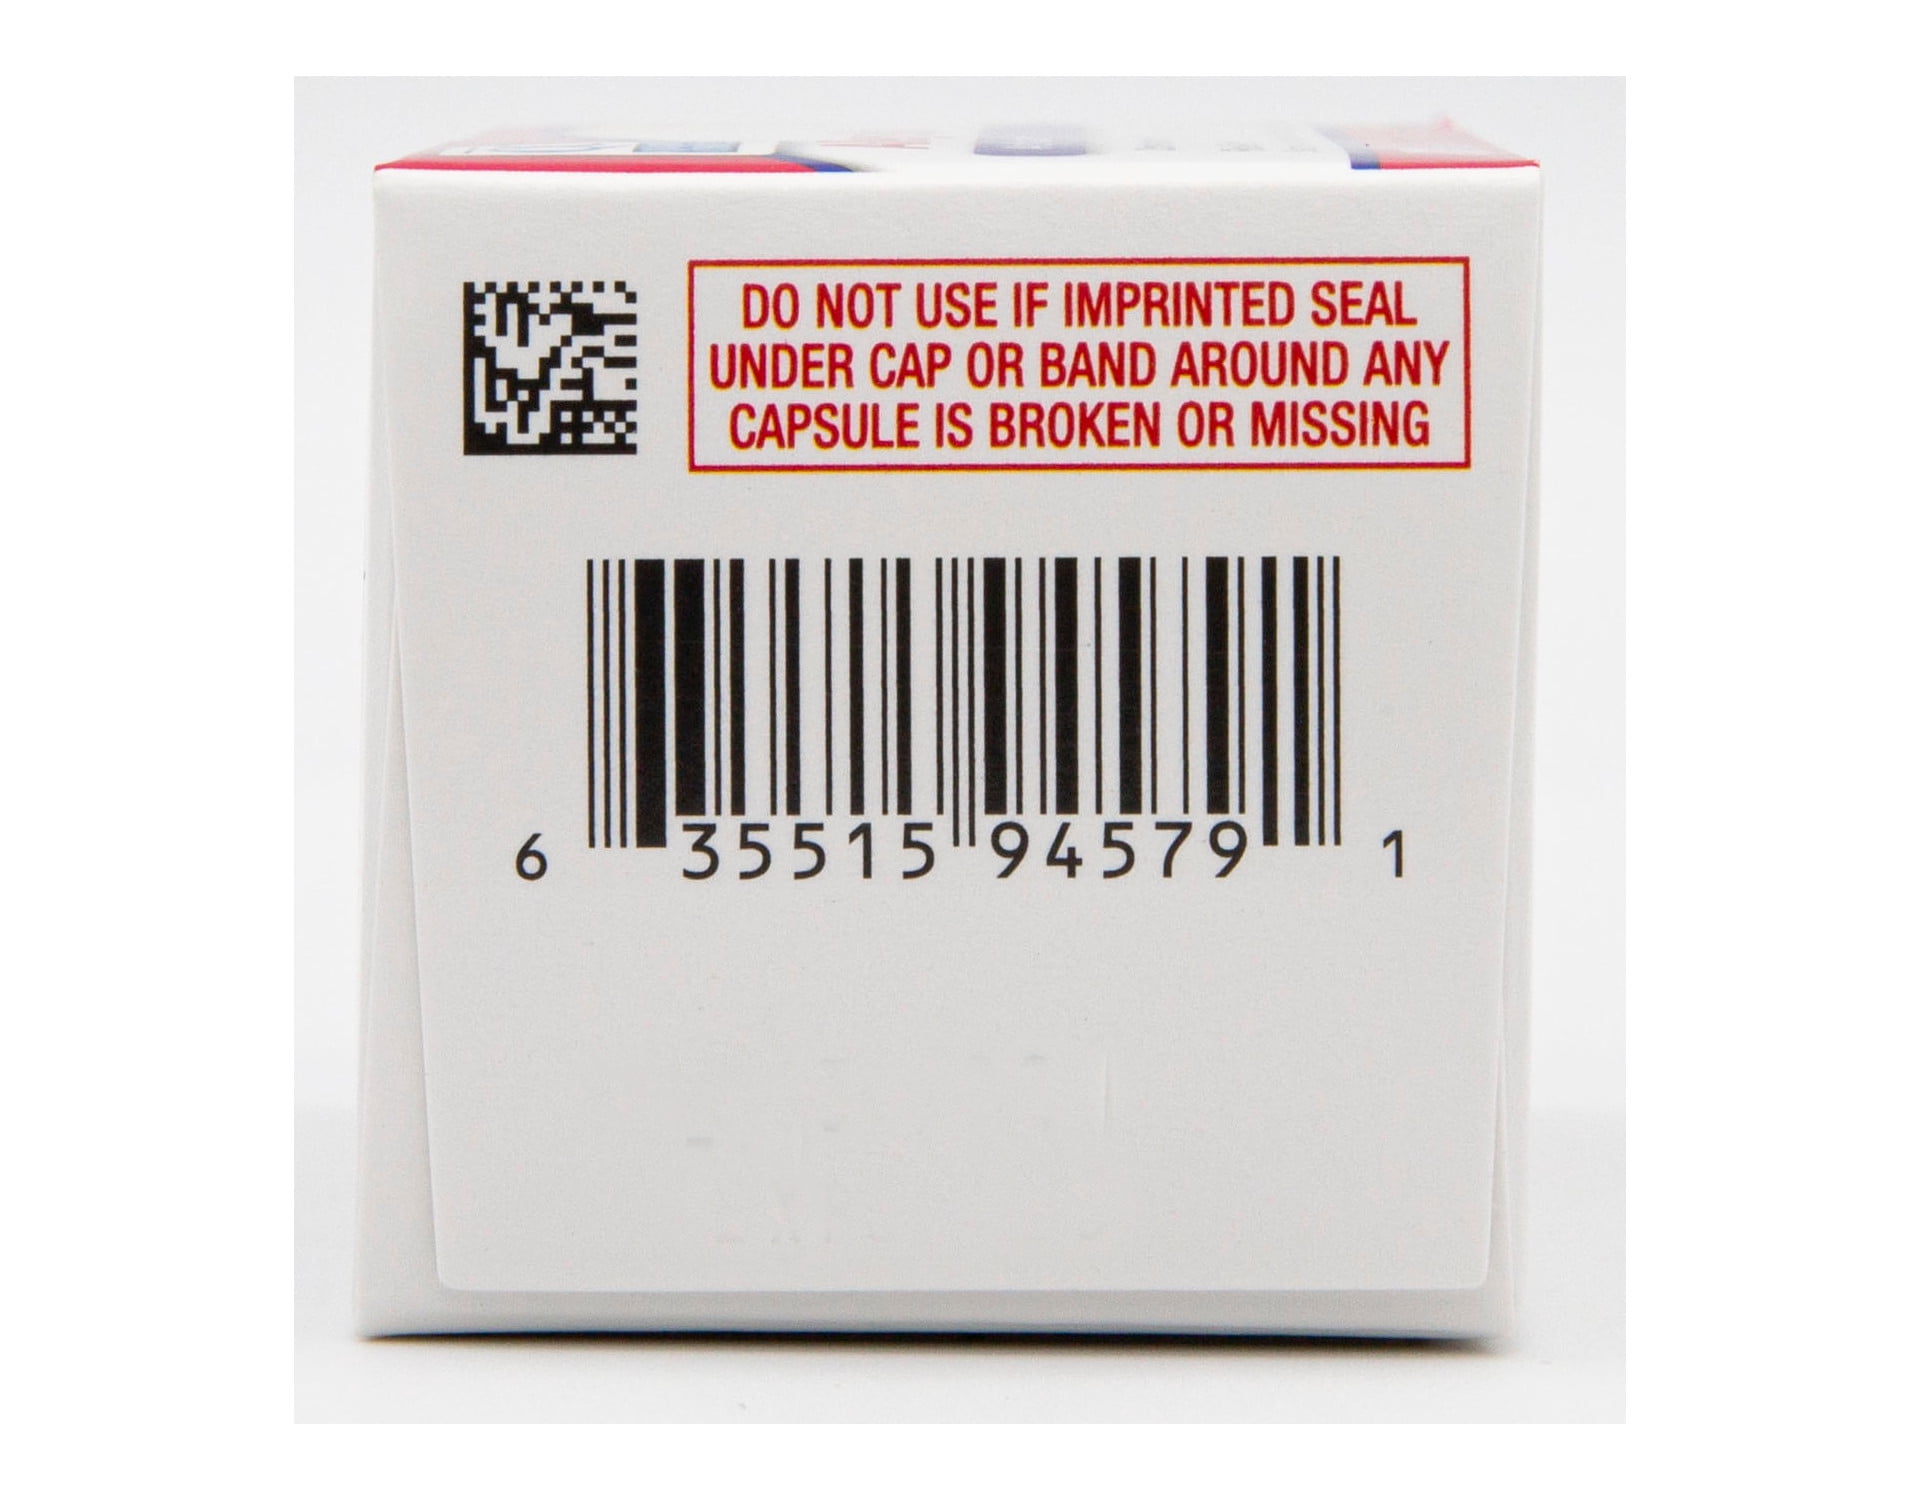 DO NOT USE IF IMPRINTED SEAL
UNDER CAP OR BAND AROUND ANY
CAPSULE IS BROKEN OR MISSING
6 35515 94579 1